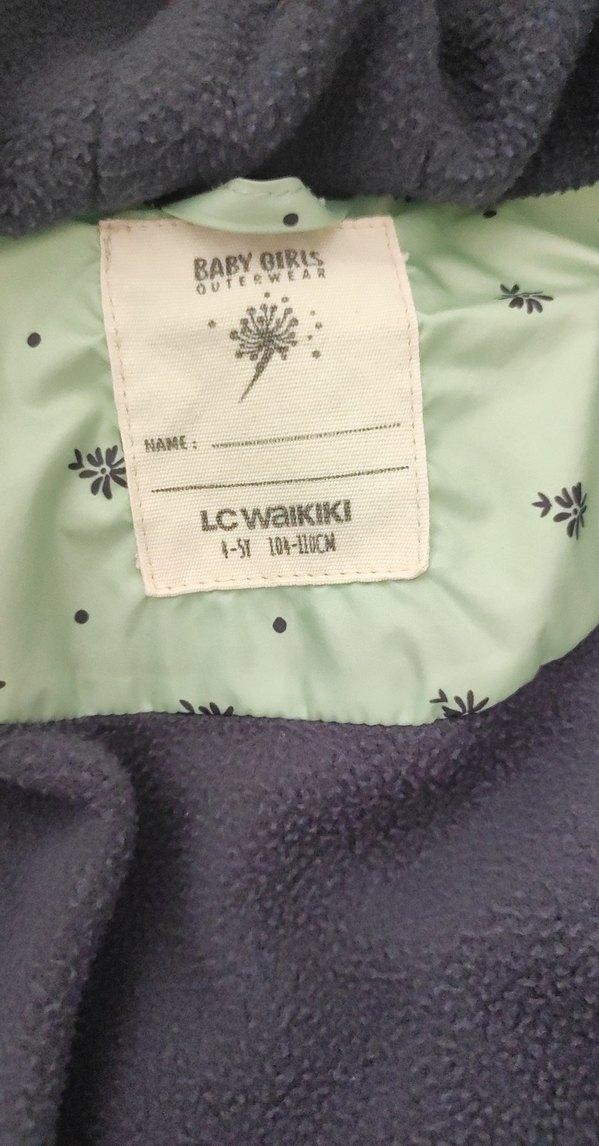 BABY GIRLS
OUTERWEAR
NAME :
LC WAIKIKI
4-5Y 104-110CM